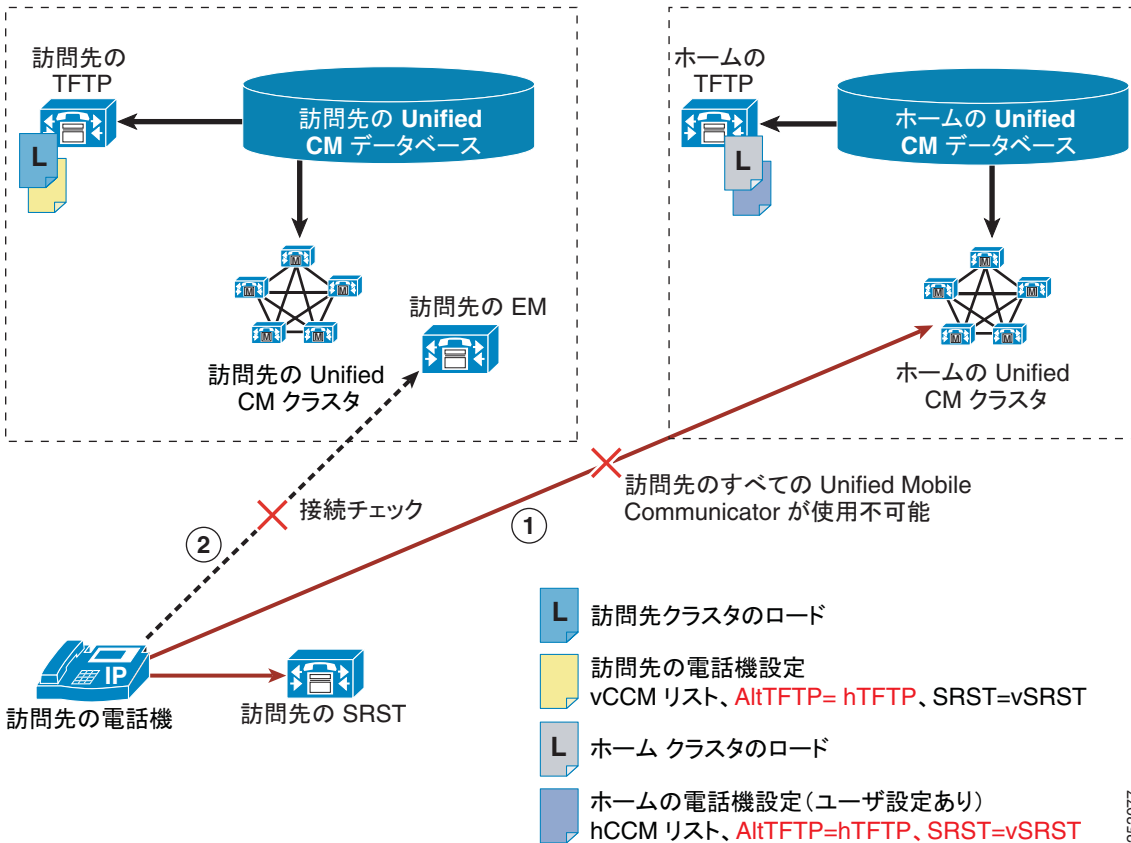 訪問先の
TFTP
L
訪問先の Unified
CM データベース
M
M
M
M
M
訪問先の Unified
CM クラスタ
訪問先の EM
ホームの
TFTP
L
ホームの Unified
CM データベース
M
M
M
M
M
ホームの Unified
CM クラスタ
接続チェック
訪問先のすべての Unified Mobile
Communicator が使用不可能
1
2
IP
訪問先の電話機
訪問先の SRST
L
訪問先クラスタのロード
訪問先の電話機設定
vCCM リスト、AltTFTP= hTFTP、SRST=vSRST
L
ホーム クラスタのロード
ホームの電話機設定(ユーザ設定あり)
hCCM リスト、AltTFTP=hTFTP、SRST=vSRST